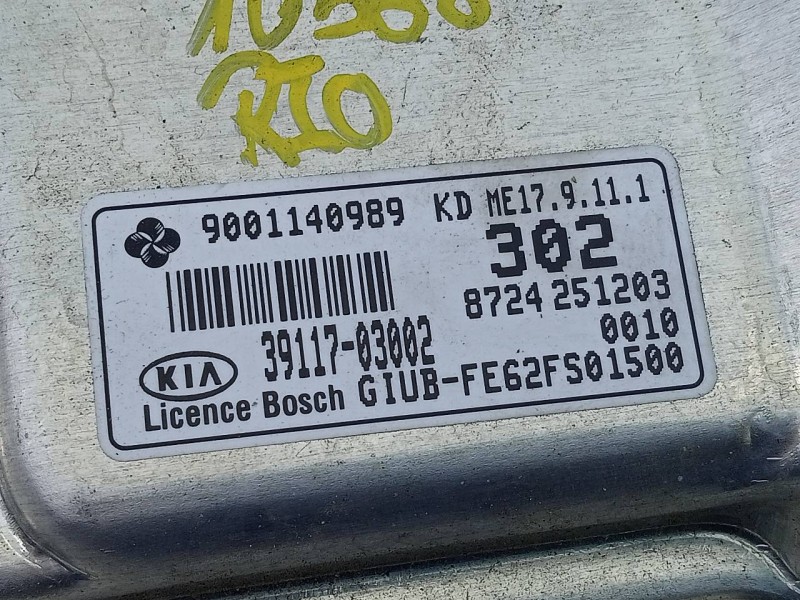 RIO
9001140989 KD ME17.9.11.1
302
8724 251203
39117-03002 0010
KIA
Licence Bosch GIUB-FE62FS01500